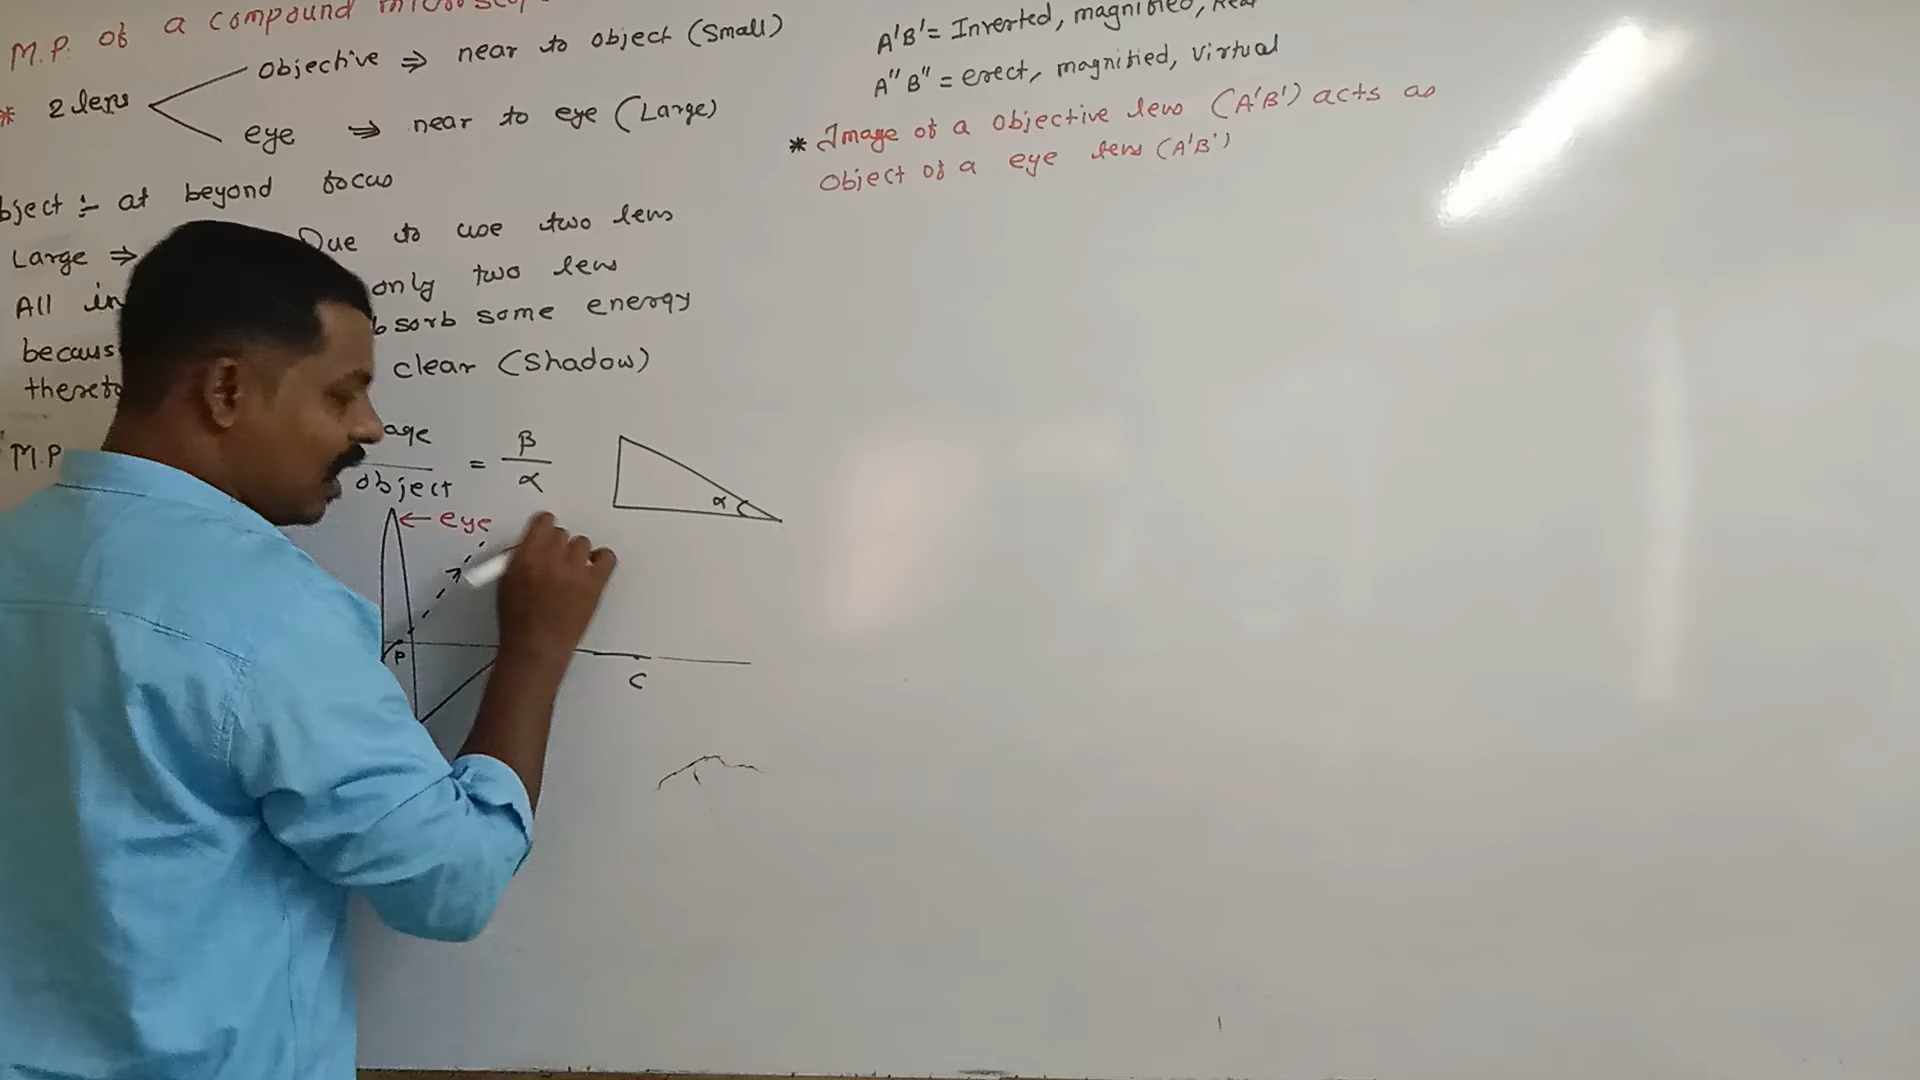 M.P. of a compound
* 2 lens
objective ⇒ near to object (Small)
eye ⇒ near to eye (Large)
bject :- at beyond focus
Large ⇒
Due to use two lens
All in
only two lens
becaus
bsorb some energy
therefo
clear (Shadow)
M.P
age
object
= β
α
α
← eye
P
C
A'B' = Inverted, magnified, Real
A"B" = erect, magnified, virtual
* Image of a objective lens (A'B') acts as
object of a eye lens (A'B')